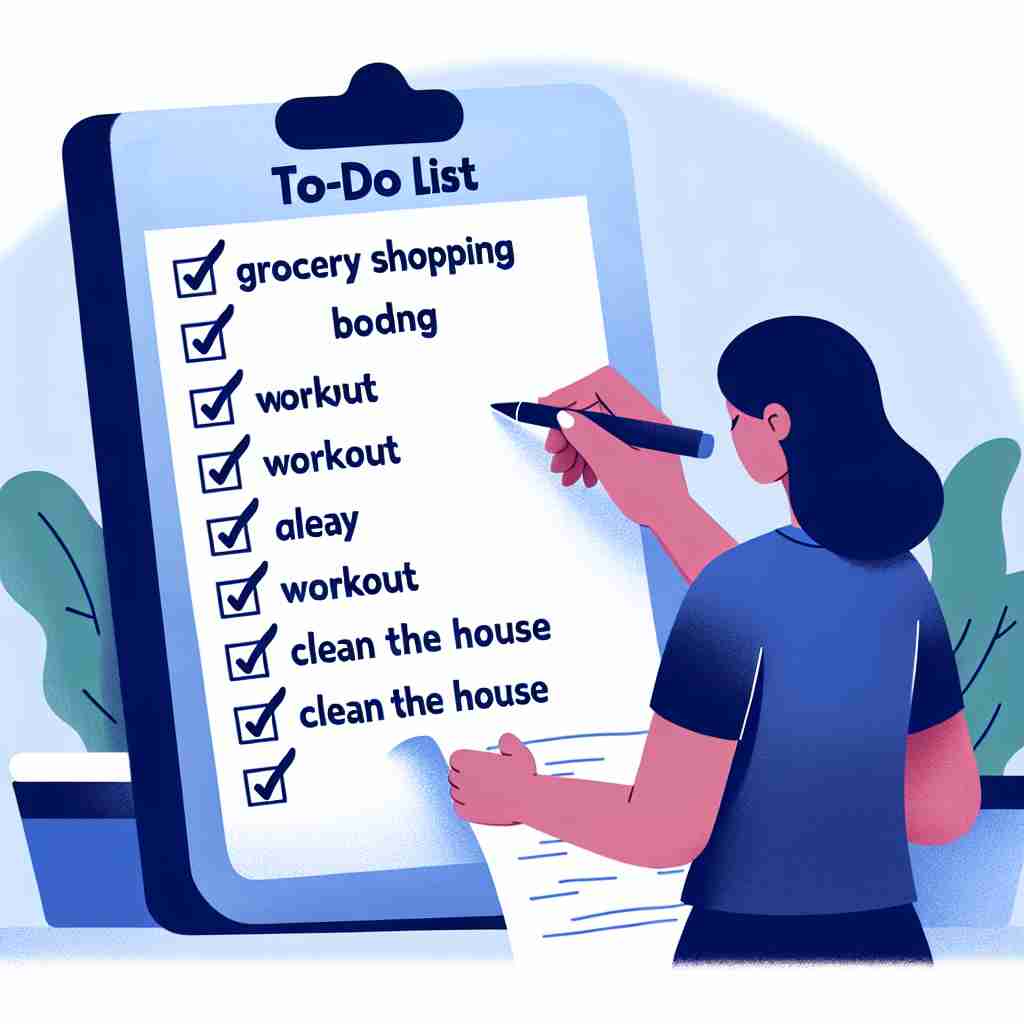 To-Do List
grocery shopping
bodng
workut
workout
aleay
workout
clean the house
clean the house